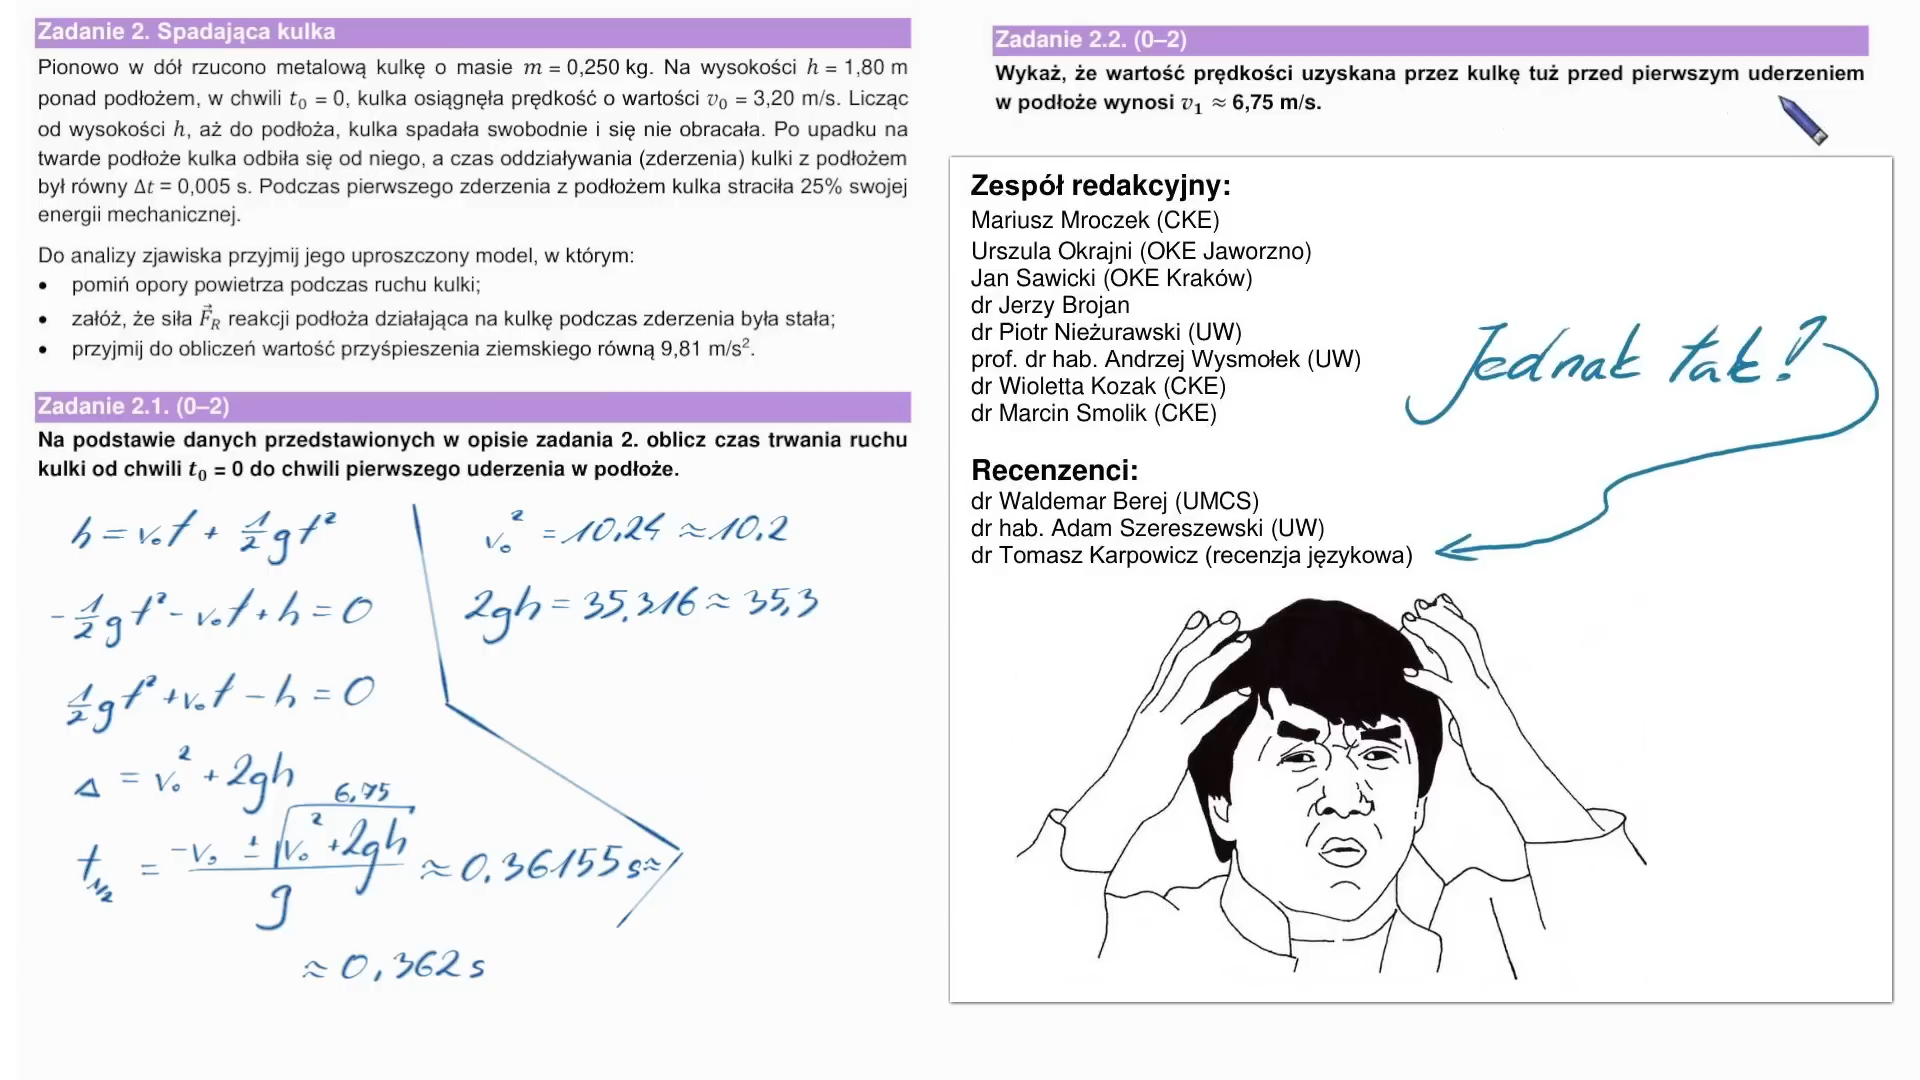 Zadanie 2. Spadająca kulka
Pionowo w dół rzucono metalową kulkę o masie m = 0,250 kg. Na wysokości h = 1,80 m
ponad podłożem, w chwili t₀ = 0, kulka osiągnęła prędkość o wartości v₀ = 3,20 m/s. Licząc
od wysokości h, aż do podłoża, kulka spadała swobodnie i się nie obracała. Po upadku na
twarde podłoże kulka odbiła się od niego, a czas oddziaływania (zderzenia) kulki z podłożem
był równy Δt = 0,005 s. Podczas pierwszego zderzenia z podłożem kulka straciła 25% swojej
energii mechanicznej.
Do analizy zjawiska przyjmij jego uproszczony model, w którym:
• pomiń opory powietrza podczas ruchu kulki;
• załóż, że siła F⃗_R reakcji podłoża działająca na kulkę podczas zderzenia była stała;
• przyjmij do obliczeń wartość przyśpieszenia ziemskiego równą 9,81 m/s².
Zadanie 2.1. (0–2)
Na podstawie danych przedstawionych w opisie zadania 2. oblicz czas trwania ruchu
kulki od chwili t₀ = 0 do chwili pierwszego uderzenia w podłoże.
h = v₀t + 1/2 gt²
-1/2 gt² - v₀t + h = 0
1/2 gt² + v₀t - h = 0
Δ = v₀² + 2gh
6,75
t₁/₂ = (-v₀ ± √(v₀² + 2gh)) / g ≈ 0,36155 s ≈
≈ 0,362 s
v₀² = 10,24 ≈ 10,2
2gh = 35,316 ≈ 35,3
Zadanie 2.2. (0–2)
Wykaż, że wartość prędkości uzyskana przez kulkę tuż przed pierwszym uderzeniem
w podłoże wynosi v₁ ≈ 6,75 m/s.
Zespół redakcyjny:
Mariusz Mroczek (CKE)
Urszula Okrajni (OKE Jaworzno)
Jan Sawicki (OKE Kraków)
dr Jerzy Brojan
dr Piotr Nieżurawski (UW)
prof. dr hab. Andrzej Wysmołek (UW)
dr Wioletta Kozak (CKE)
dr Marcin Smolik (CKE)
Jednak tak!?
Recenzenci:
dr Waldemar Berej (UMCS)
dr hab. Adam Szereszewski (UW)
dr Tomasz Karpowicz (recenzja językowa)